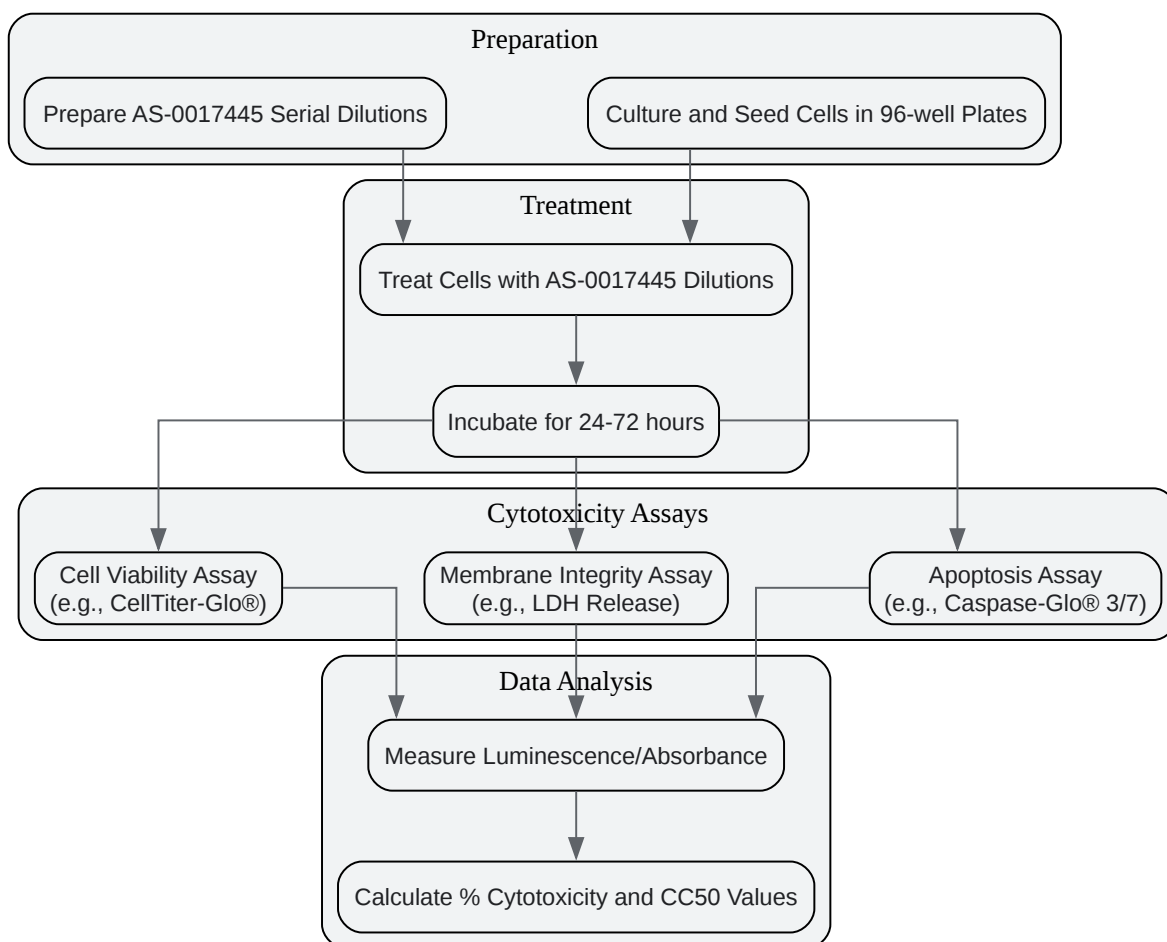 Preparation
Prepare AS-0017445 Serial Dilutions
Culture and Seed Cells in 96-well Plates
Treatment
Treat Cells with AS-0017445 Dilutions
Incubate for 24-72 hours
Cytotoxicity Assays
Cell Viability Assay
(e.g., CellTiter-Glo®)
Membrane Integrity Assay
(e.g., LDH Release)
Apoptosis Assay
(e.g., Caspase-Glo® 3/7)
Data Analysis
Measure Luminescence/Absorbance
Calculate % Cytotoxicity and CC50 Values